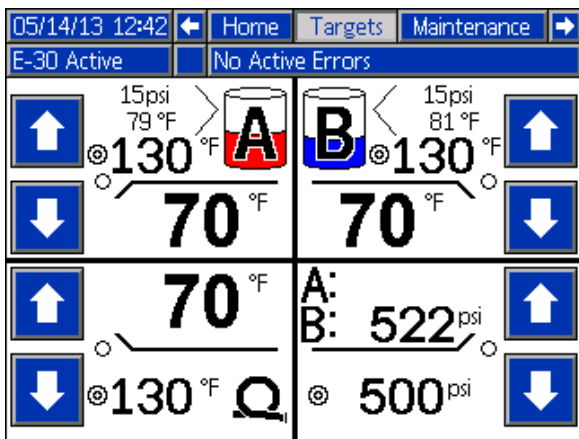 05/14/13 12:42 Home Targets Maintenance
E-30 Active No Active Errors
15psi
79 °F
A
130 °F
70 °F
15psi
81 °F
B
130 °F
70 °F
70 °F
130 °F
A:
B: 522 psi
500 psi